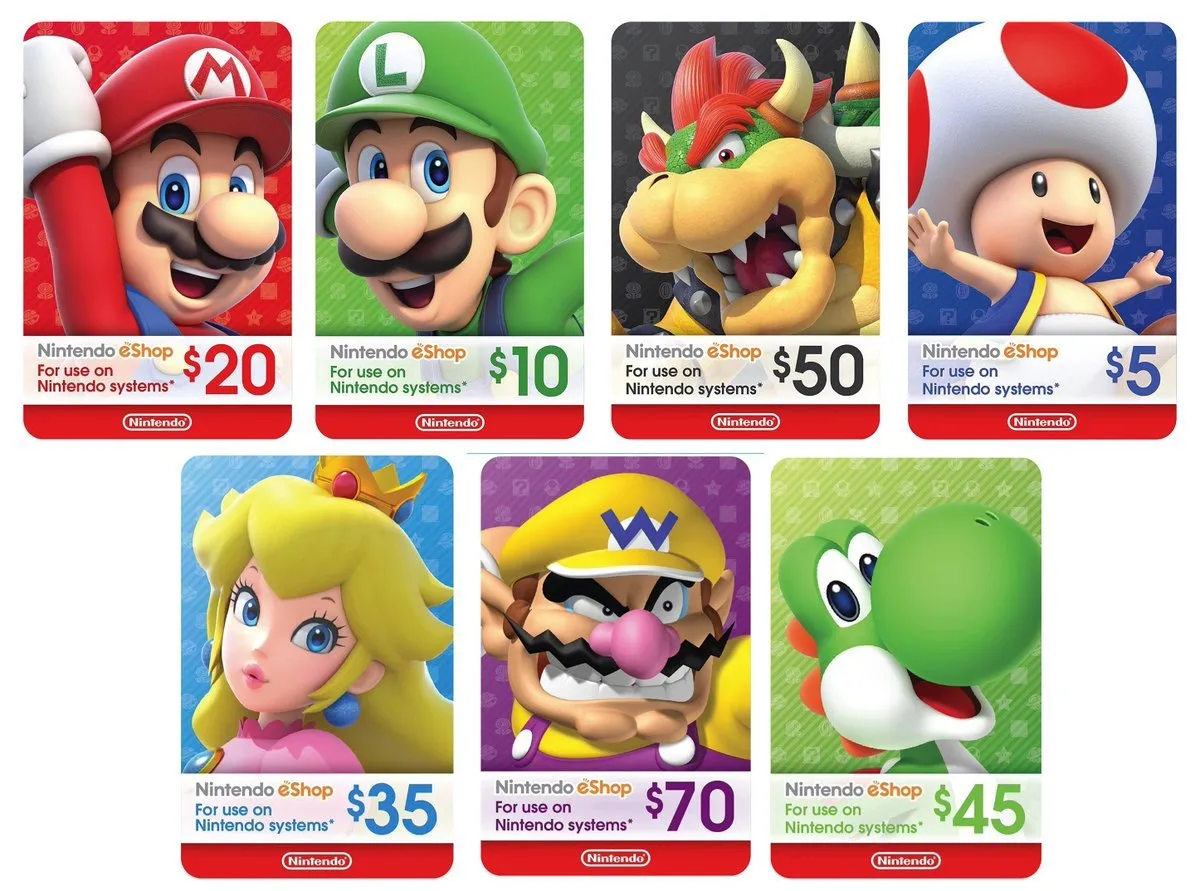 M
Nintendo eShop
For use on
Nintendo systems*
$20
Nintendo
L
Nintendo eShop
For use on
Nintendo systems*
$10
Nintendo
Nintendo eShop
For use on
Nintendo systems*
$50
Nintendo
Nintendo eShop
For use on
Nintendo systems*
$5
Nintendo
Nintendo eShop
For use on
Nintendo systems*
$35
Nintendo
W
Nintendo eShop
For use on
Nintendo systems*
$70
Nintendo
Nintendo eShop
For use on
Nintendo systems*
$45
Nintendo